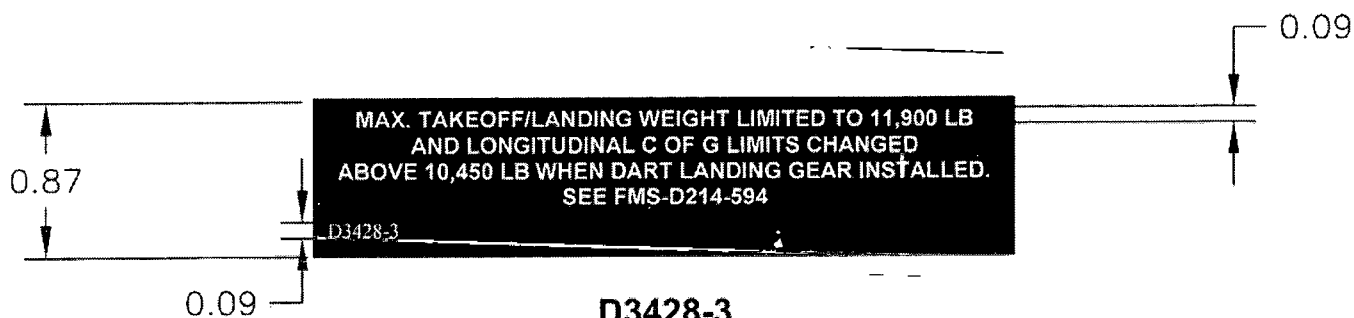 0.09
MAX. TAKEOFF/LANDING WEIGHT LIMITED TO 11,900 LB
AND LONGITUDINAL C OF G LIMITS CHANGED
ABOVE 10,450 LB WHEN DART LANDING GEAR INSTALLED.
SEE FMS-D214-594
0.87
D3428-3
0.09
D3428-3